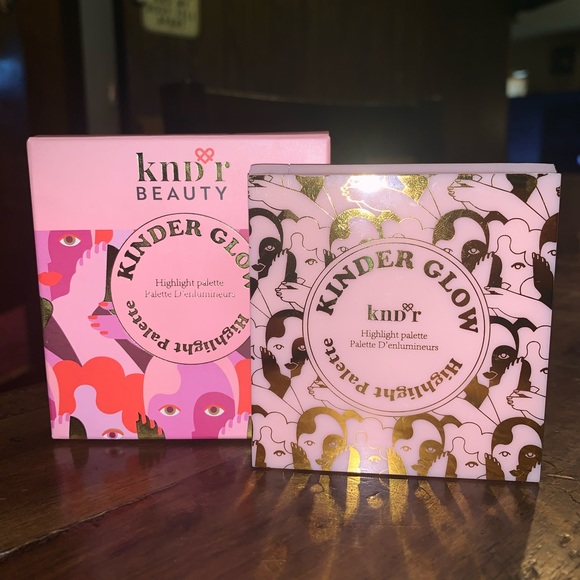 knd r
BEAUTY
KINDER GLOW
Highlight palette
Palette D'enlumineurs
Highlight Palette
KINDER GLOW
knd r
Highlight palette
Palette D'enlumineurs
Highlight Palette